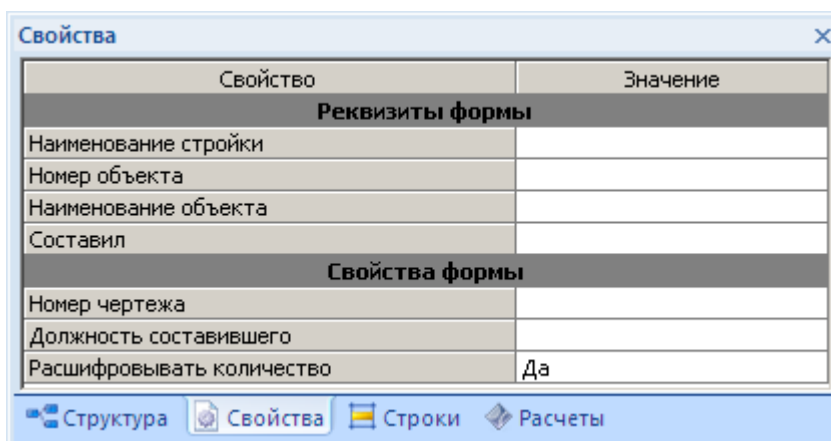 Свойства
Свойство Значение
Реквизиты формы
Наименование стройки
Номер объекта
Наименование объекта
Составил
Свойства формы
Номер чертежа
Должность составившего
Расшифровывать количество Да
Структура Свойства Строки Расчеты